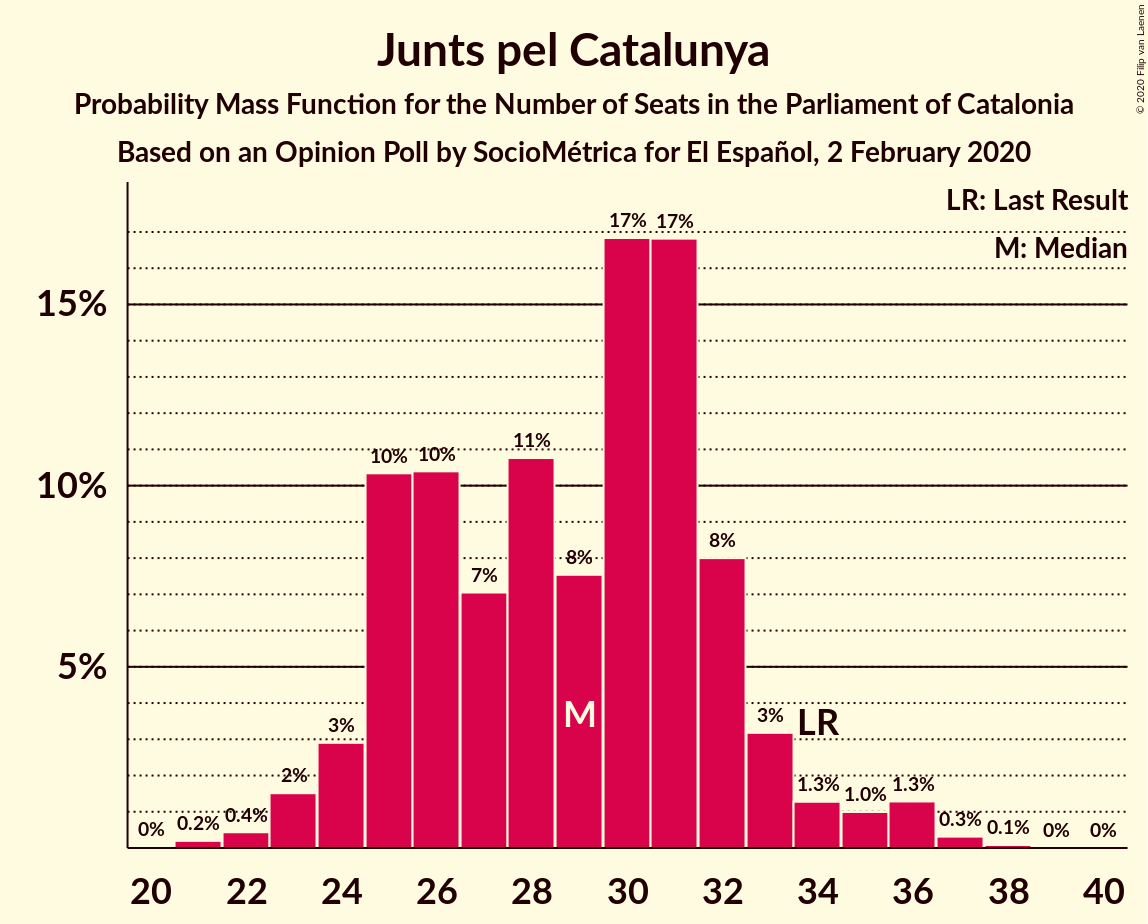 Junts pel Catalunya
Probability Mass Function for the Number of Seats in the Parliament of Catalonia
Based on an Opinion Poll by SocioMétrica for El Español, 2 February 2020
© 2020 Filip van Laenen
LR: Last Result
M: Median
15%
10%
5%
0%
0.2%
0.4%
2%
3%
10%
10%
7%
11%
8%
17%
17%
8%
3%
1.3%
1.0%
1.3%
0.3%
0.1%
0%
0%
M
LR
20 22 24 26 28 30 32 34 36 38 40